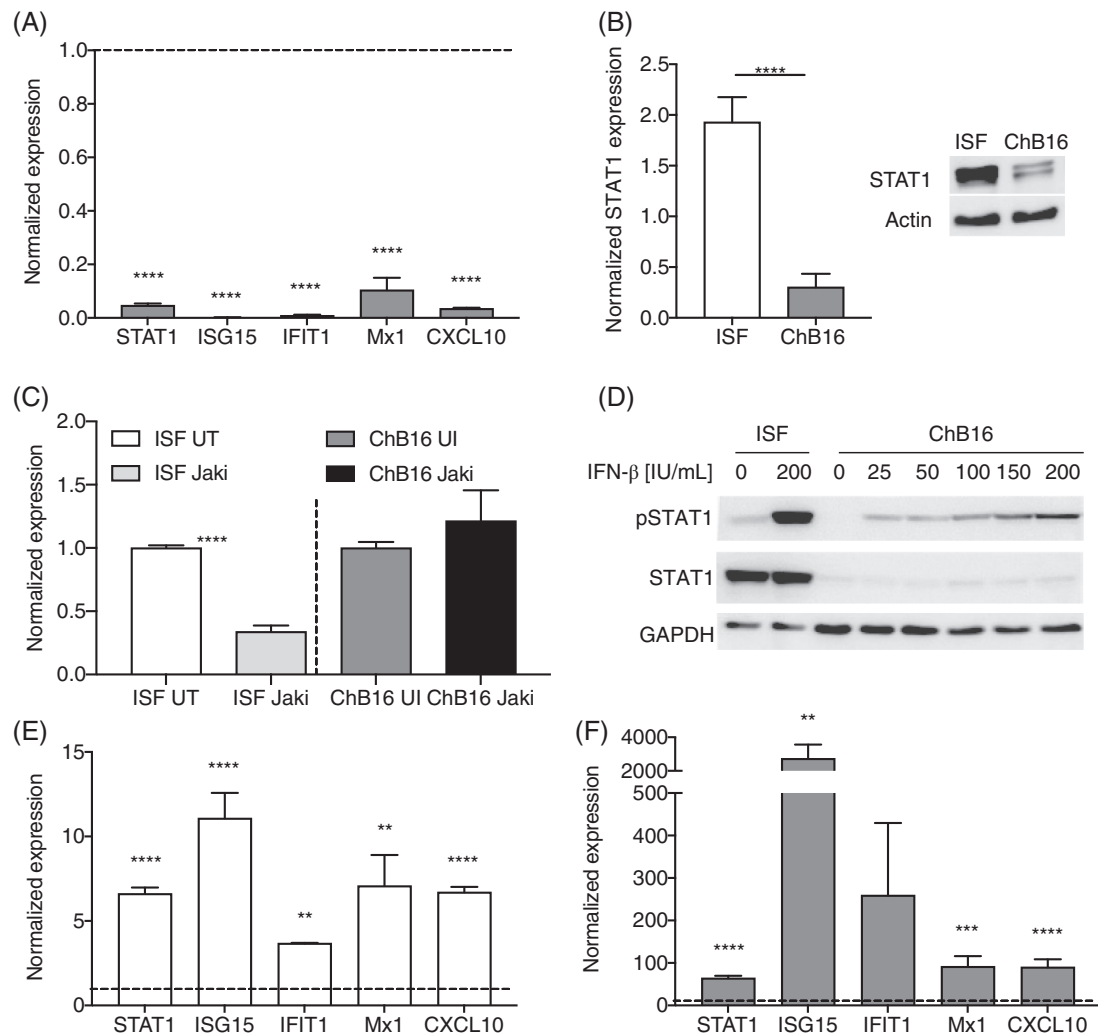 (A)
Normalized expression
1.0
0.8
0.6
0.4
0.2
0.0
**** **** **** **** ****
STAT1 ISG15 IFIT1 Mx1 CXCL10
(B)
Normalized STAT1 expression
2.5
2.0
1.5
1.0
0.5
0.0
****
ISF ChB16
ISF ChB16
STAT1
Actin
(C)
Normalized expression
2.0
1.5
1.0
0.5
0.0
ISF UT
ISF Jaki
ChB16 UI
ChB16 Jaki
****
ISF UT ISF Jaki ChB16 UI ChB16 Jaki
(D)
ISF ChB16
IFN-β [IU/mL] 0 200 0 25 50 100 150 200
pSTAT1
STAT1
GAPDH
(E)
Normalized expression
15
10
5
0
**** **** ** ** ****
STAT1 ISG15 IFIT1 Mx1 CXCL10
(F)
Normalized expression
4000
2000
500
400
300
200
100
0
**** ** *** ****
STAT1 ISG15 IFIT1 Mx1 CXCL10